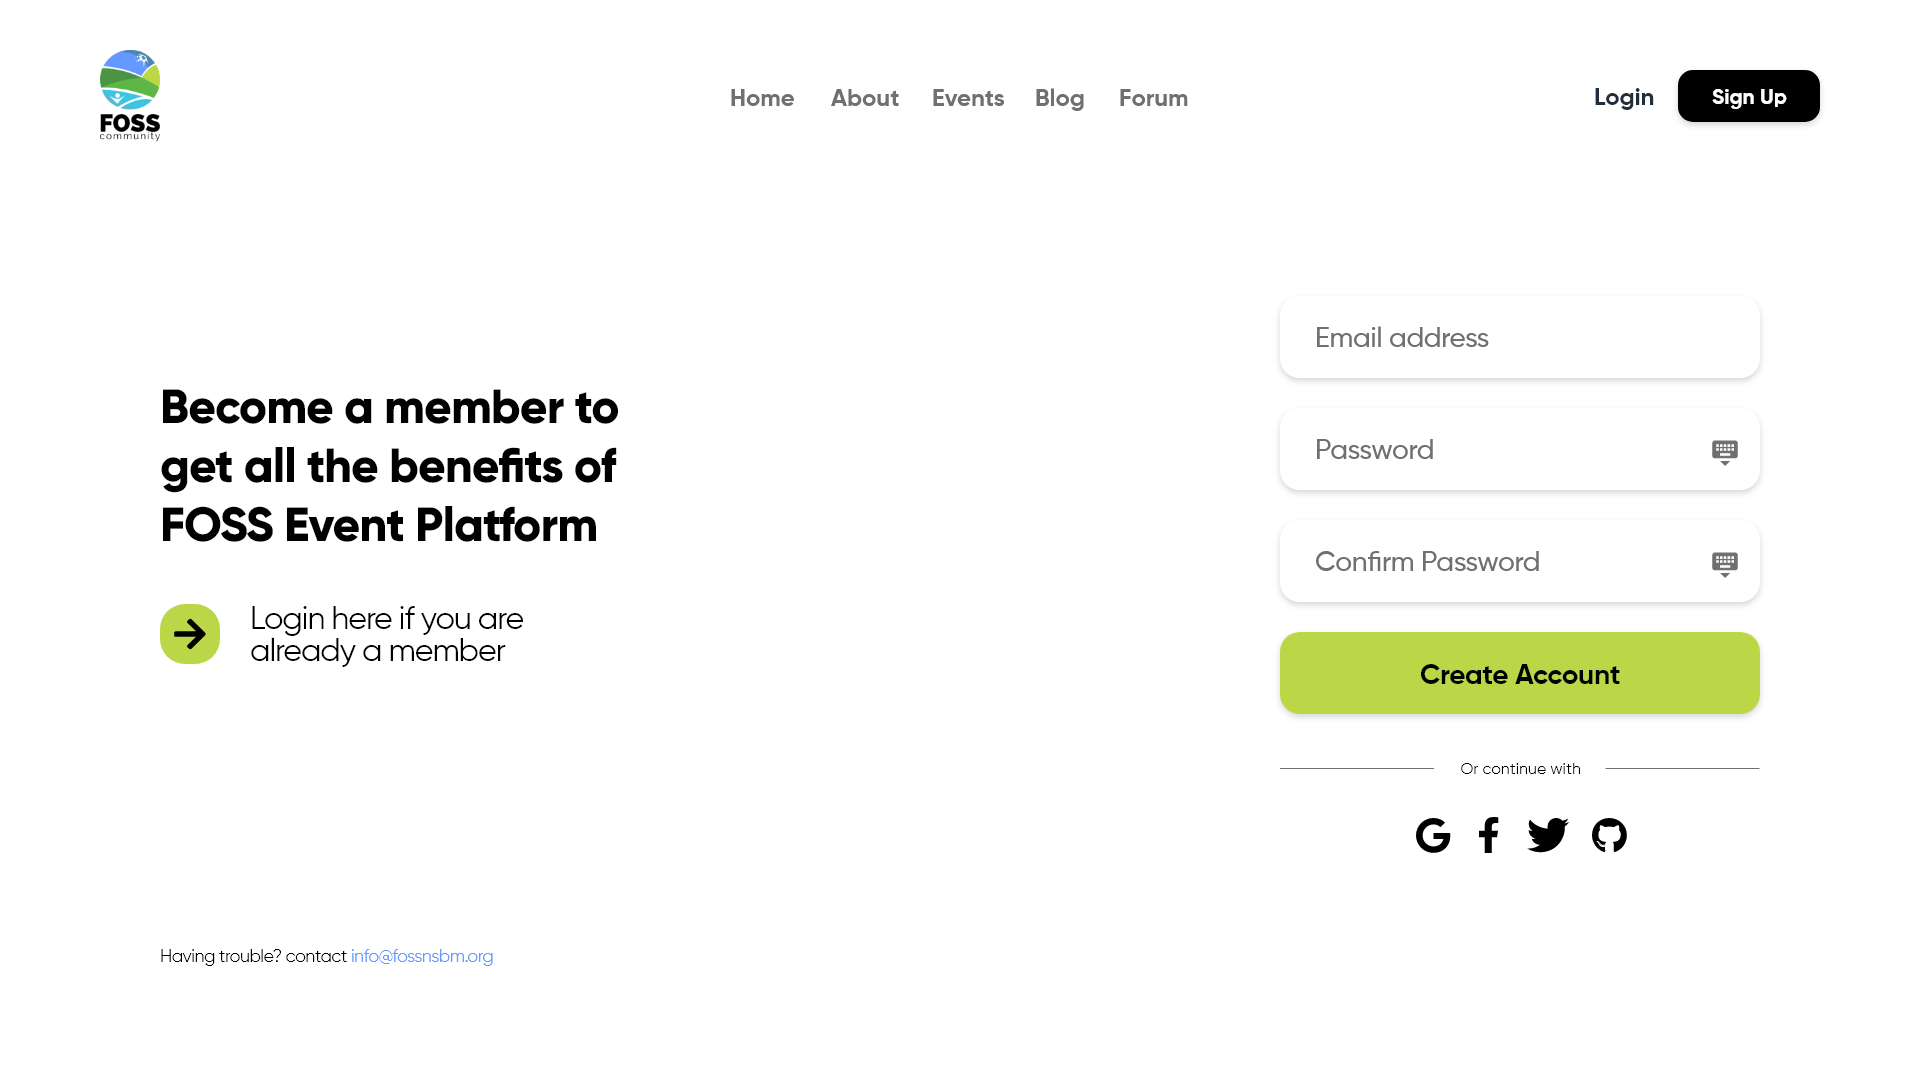 FOSS
community
Home
About
Events
Blog
Forum
Login
Sign Up
Become a member to
get all the benefits of
FOSS Event Platform
Login here if you are
already a member
Email address
Password
Confirm Password
Create Account
Or continue with
Having trouble? contact info@fossnsbm.org